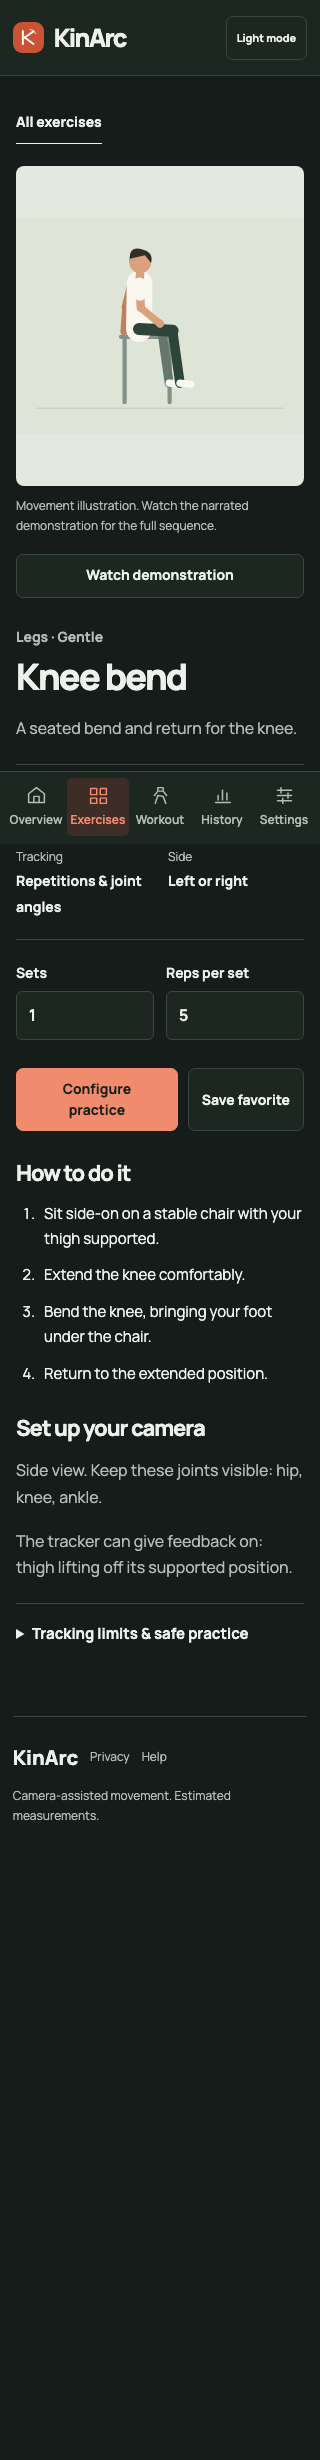 KinArc
Light mode
All exercises
Movement illustration. Watch the narrated
demonstration for the full sequence.
Watch demonstration
Legs · Gentle
Knee bend
A seated bend and return for the knee.
Overview
Exercises
Workout
History
Settings
Tracking
Repetitions & joint
angles
Side
Left or right
Sets
1
Reps per set
5
Configure
practice
Save favorite
How to do it
1. Sit side-on on a stable chair with your
thigh supported.
2. Extend the knee comfortably.
3. Bend the knee, bringing your foot
under the chair.
4. Return to the extended position.
Set up your camera
Side view. Keep these joints visible: hip,
knee, ankle.
The tracker can give feedback on:
thigh lifting off its supported position.
Tracking limits & safe practice
KinArc Privacy Help
Camera-assisted movement. Estimated
measurements.